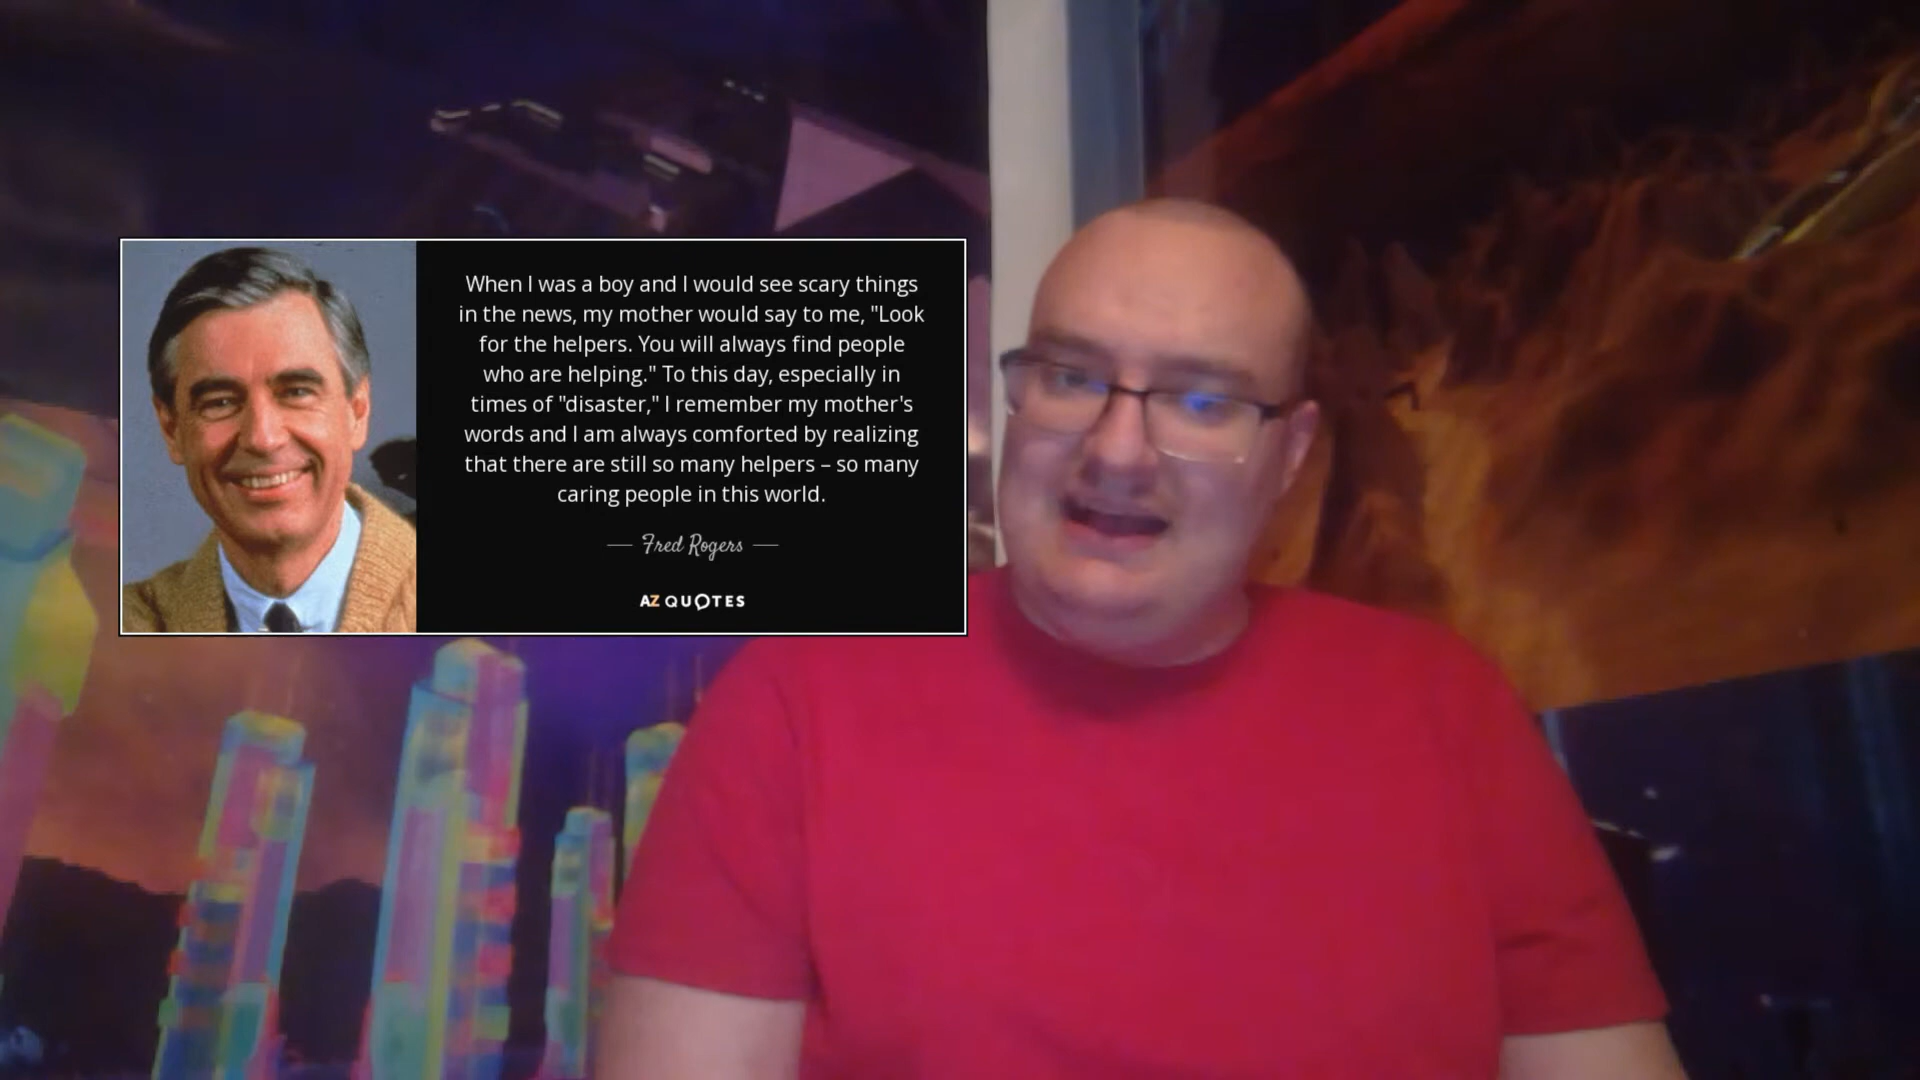 When I was a boy and I would see scary things
in the news, my mother would say to me, "Look
for the helpers. You will always find people
who are helping." To this day, especially in
times of "disaster," I remember my mother's
words and I am always comforted by realizing
that there are still so many helpers – so many
caring people in this world.
— Fred Rogers —
AZ QUOTES